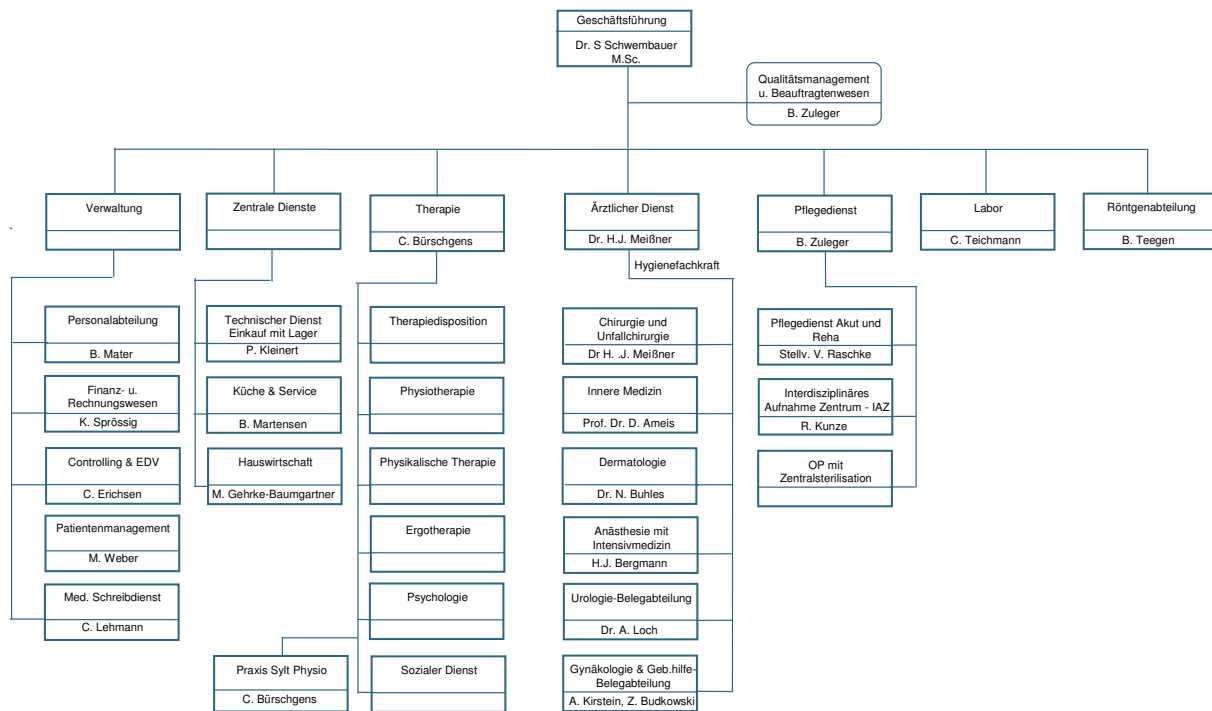 Geschäftsführung
Dr. S Schwembauer
M.Sc.
Qualitätsmanagement
u. Beauftragtenwesen
B. Zuleger
Verwaltung
Zentrale Dienste
Therapie
C. Bürschgens
Ärztlicher Dienst
Dr. H.J. Meißner
Pflegedienst
B. Zuleger
Labor
C. Teichmann
Röntgenabteilung
B. Teegen
Hygienefachkraft
Personalabteilung
B. Mater
Finanz- u.
Rechnungswesen
K. Sprössig
Controlling & EDV
C. Erichsen
Patientenmanagement
M. Weber
Med. Schreibdienst
C. Lehmann
Technischer Dienst
Einkauf mit Lager
P. Kleinert
Küche & Service
B. Martensen
Hauswirtschaft
M. Gehrke-Baumgartner
Therapiedisposition
Physiotherapie
Physikalische Therapie
Ergotherapie
Psychologie
Praxis Sylt Physio
C. Bürschgens
Sozialer Dienst
Chirurgie und
Unfallchirurgie
Dr H. .J. Meißner
Innere Medizin
Prof. Dr. D. Ameis
Dermatologie
Dr. N. Buhles
Anästhesie mit
Intensivmedizin
H.J. Bergmann
Urologie-Belegabteilung
Dr. A. Loch
Gynäkologie & Geb.hilfe-
Belegabteilung
A. Kirstein, Z. Budkowski
Pflegedienst Akut und
Reha
Stellv. V. Raschke
Interdisziplinäres
Aufnahme Zentrum - IAZ
R. Kunze
OP mit
Zentralsterilisation